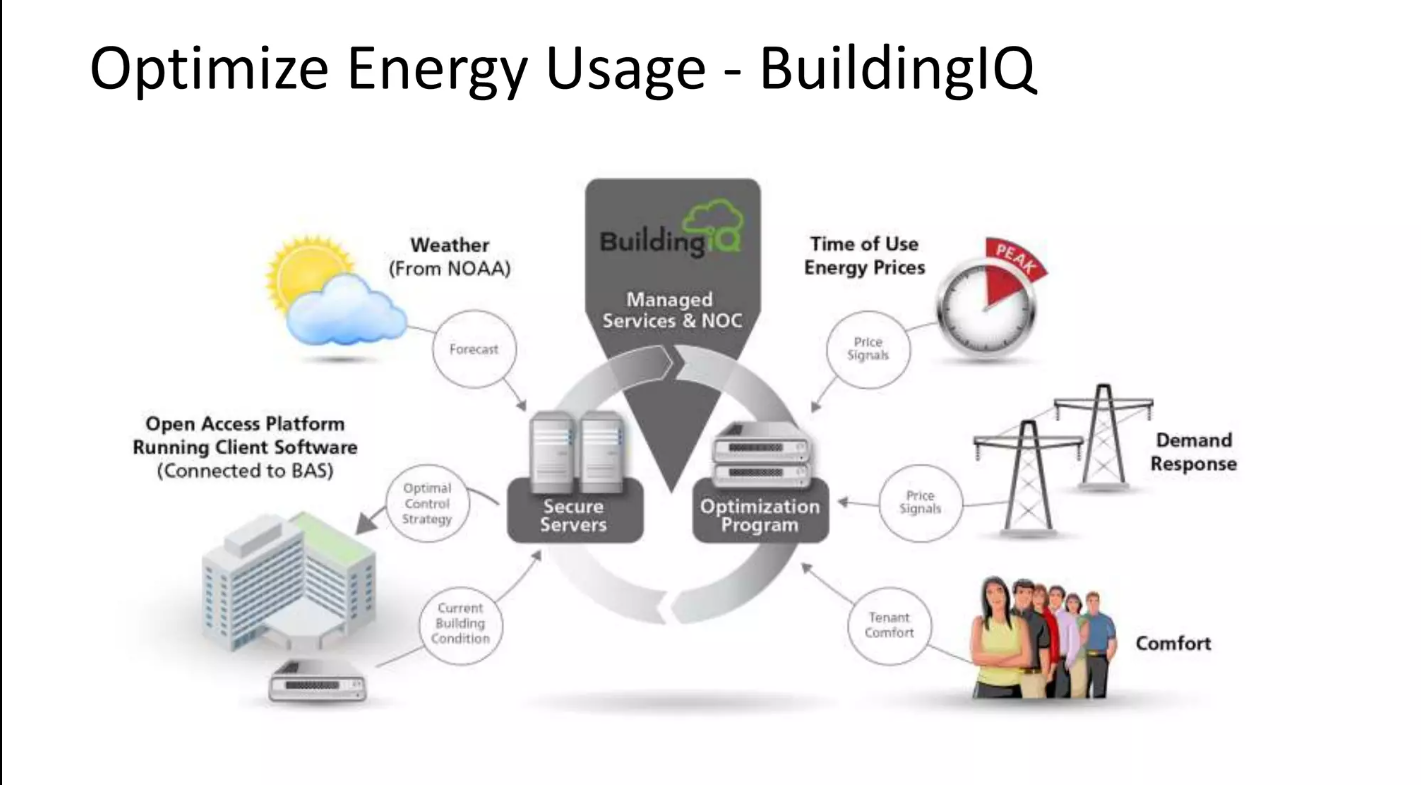 Optimize Energy Usage - BuildingIQ
BuildingiQ
Managed
Services & NOC
Weather
(From NOAA)
Forecast
Time of Use
Energy Prices
PEAK
Price
Signals
Open Access Platform
Running Client Software
(Connected to BAS)
Optimal
Control
Strategy
Secure
Servers
Optimization
Program
Price
Signals
Demand
Response
Current
Building
Condition
Tenant
Comfort
Comfort